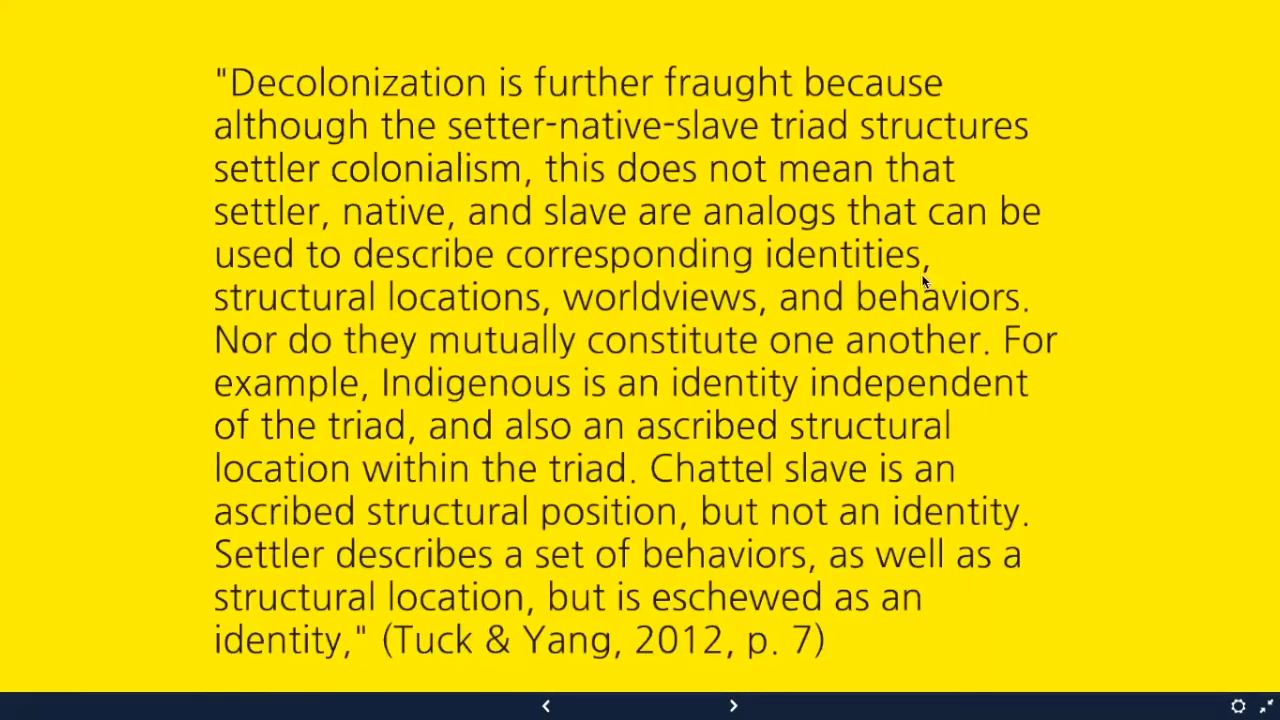 "Decolonization is further fraught because
although the setter-native-slave triad structures
settler colonialism, this does not mean that
settler, native, and slave are analogs that can be
used to describe corresponding identities,
structural locations, worldviews, and behaviors.
Nor do they mutually constitute one another. For
example, Indigenous is an identity independent
of the triad, and also an ascribed structural
location within the triad. Chattel slave is an
ascribed structural position, but not an identity.
Settler describes a set of behaviors, as well as a
structural location, but is eschewed as an
identity," (Tuck & Yang, 2012, p. 7)